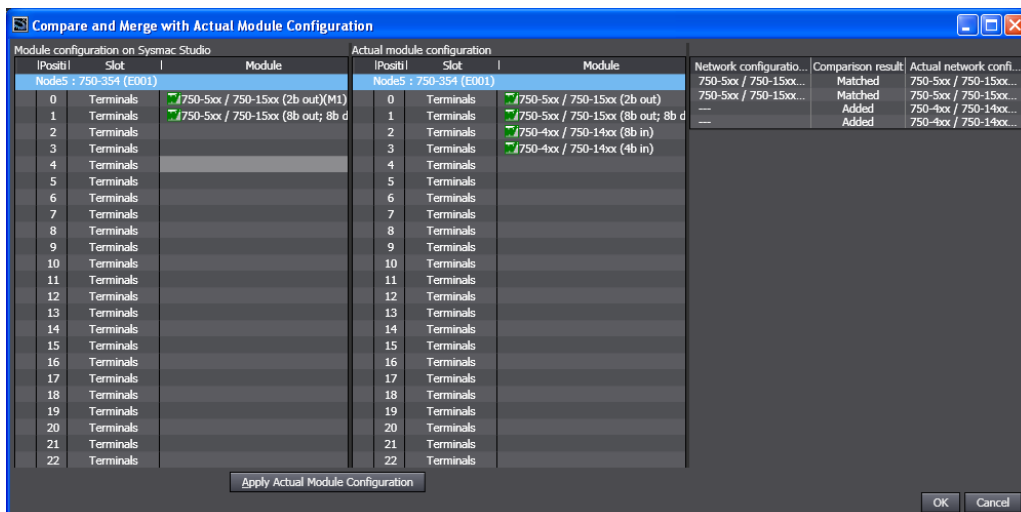 Compare and Merge with Actual Module Configuration
Module configuration on Sysmac Studio
|Positi| Slot | Module
Node5 : 750-354 (E001)
0 Terminals 750-5xx / 750-15xx (2b out)(M1)
1 Terminals 750-5xx / 750-15xx (8b out; 8b d
2 Terminals
3 Terminals
4 Terminals
5 Terminals
6 Terminals
7 Terminals
8 Terminals
9 Terminals
10 Terminals
11 Terminals
12 Terminals
13 Terminals
14 Terminals
15 Terminals
16 Terminals
17 Terminals
18 Terminals
19 Terminals
20 Terminals
21 Terminals
22 Terminals
Actual module configuration
|Positi| Slot | Module
Node5 : 750-354 (E001)
0 Terminals 750-5xx / 750-15xx (2b out)
1 Terminals 750-5xx / 750-15xx (8b out; 8b d
2 Terminals 750-4xx / 750-14xx (8b in)
3 Terminals 750-4xx / 750-14xx (4b in)
4 Terminals
5 Terminals
6 Terminals
7 Terminals
8 Terminals
9 Terminals
10 Terminals
11 Terminals
12 Terminals
13 Terminals
14 Terminals
15 Terminals
16 Terminals
17 Terminals
18 Terminals
19 Terminals
20 Terminals
21 Terminals
22 Terminals
Network configuratio... Comparison result Actual network confi...
750-5xx / 750-15xx... Matched 750-5xx / 750-15xx...
750-5xx / 750-15xx... Matched 750-5xx / 750-15xx...
--- Added 750-4xx / 750-14xx...
--- Added 750-4xx / 750-14xx...
Apply Actual Module Configuration
OK Cancel